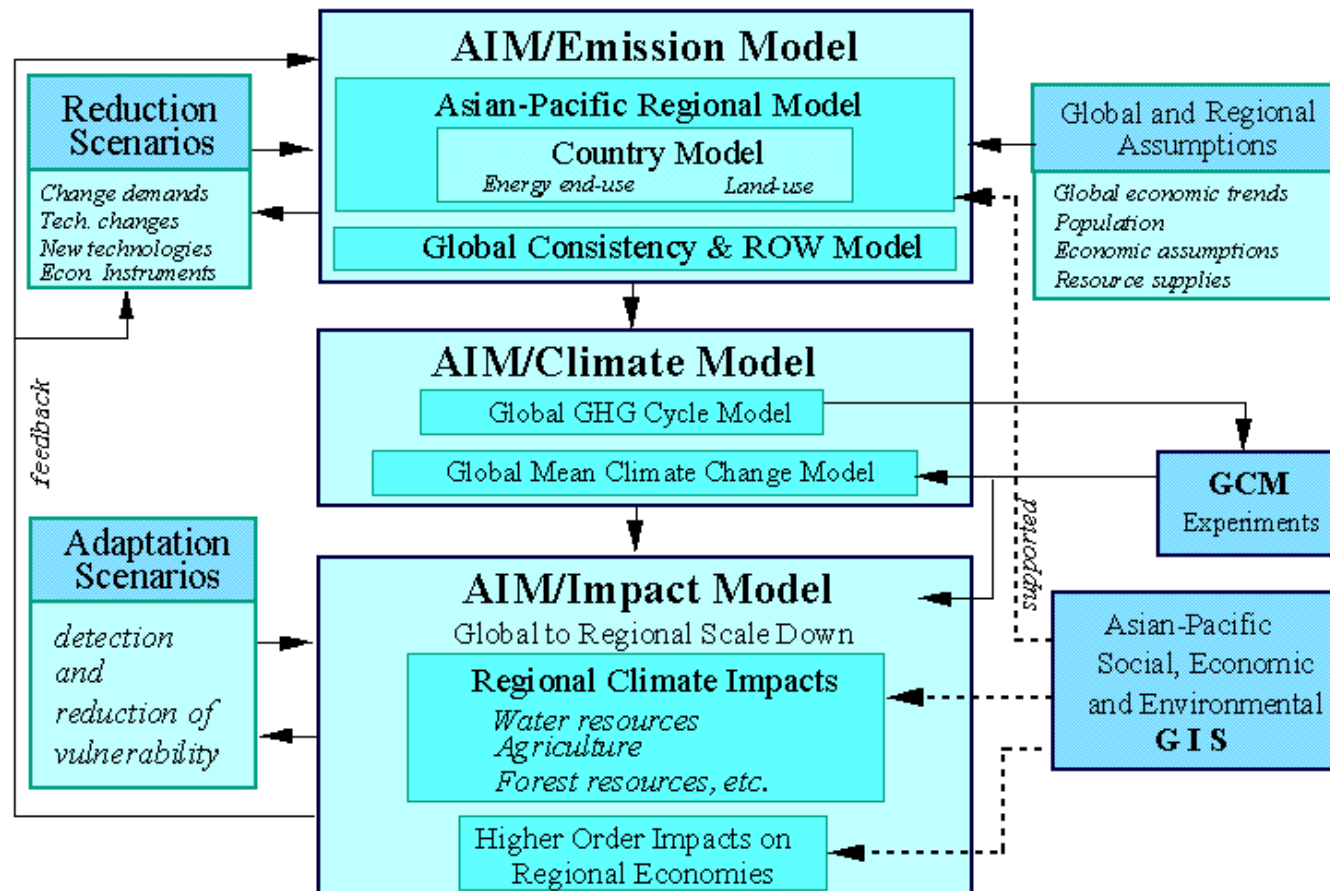 AIM/Emission Model
Asian-Pacific Regional Model
Country Model
Energy end-use Land-use
Global Consistency & ROW Model
Reduction
Scenarios
Change demands
Tech. changes
New technologies
Econ. Instruments
Global and Regional
Assumptions
Global economic trends
Population
Economic assumptions
Resource supplies
AIM/Climate Model
Global GHG Cycle Model
Global Mean Climate Change Model
feedback
GCM
Experiments
supported
Adaptation
Scenarios
detection
and
reduction of
vulnerability
AIM/Impact Model
Global to Regional Scale Down
Regional Climate Impacts
Water resources
Agriculture
Forest resources, etc.
Higher Order Impacts on
Regional Economies
Asian-Pacific
Social, Economic
and Environmental
G I S